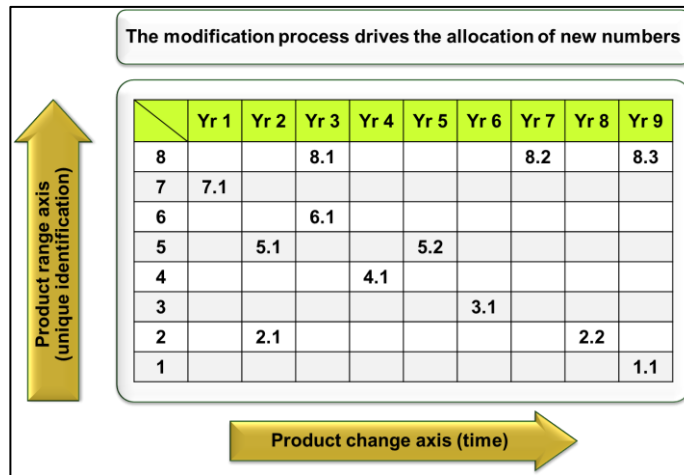 The modification process drives the allocation of new numbers
Yr 1 Yr 2 Yr 3 Yr 4 Yr 5 Yr 6 Yr 7 Yr 8 Yr 9
8 8.1 8.2 8.3
7 7.1
6 6.1
5 5.1 5.2
4 4.1
3 3.1
2 2.1 2.2
1 1.1
Product range axis
(unique identification)
Product change axis (time)